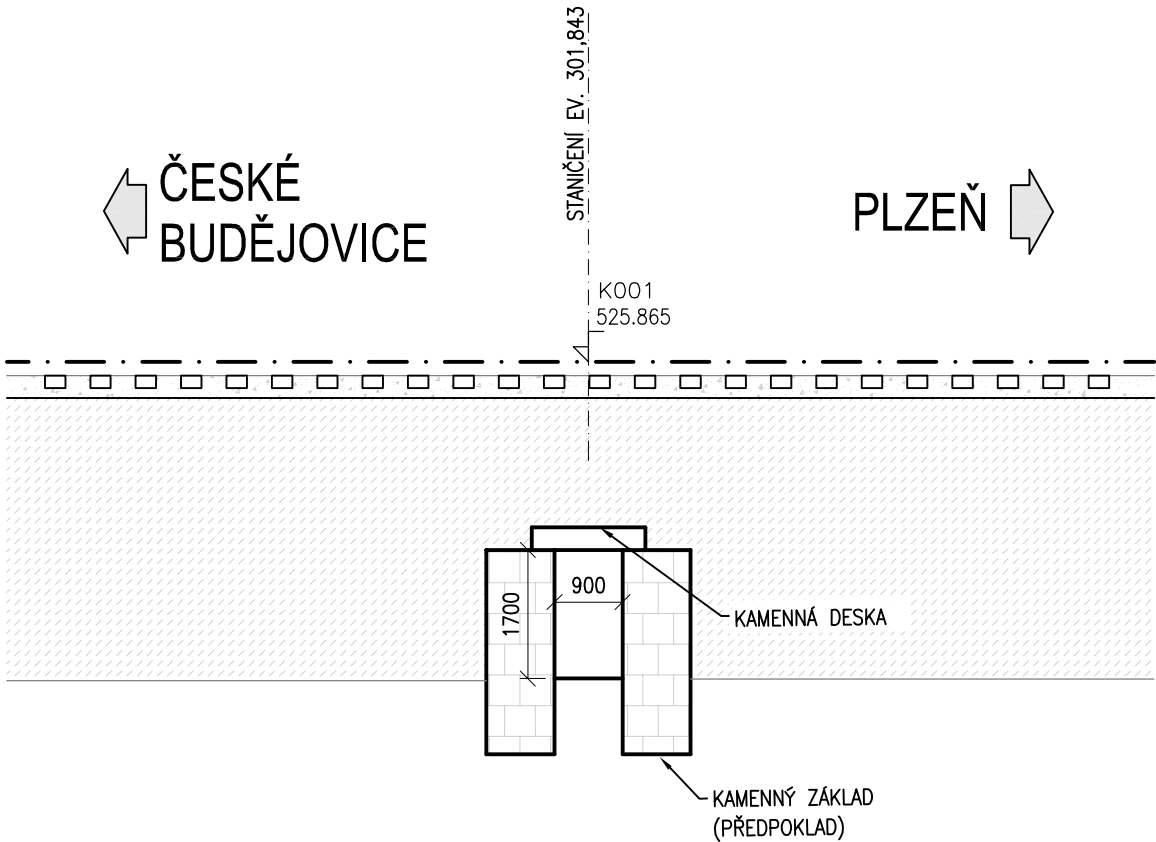 STANIČENÍ EV. 301,843
ČESKÉ
BUDĚJOVICE
PLZEŇ
K001
525.865
900
1700
KAMENNÁ DESKA
KAMENNÝ ZÁKLAD
(PŘEDPOKLAD)